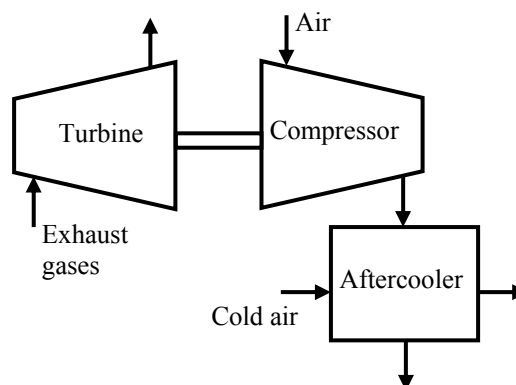 Air
Turbine
Compressor
Exhaust
gases
Aftercooler
Cold air